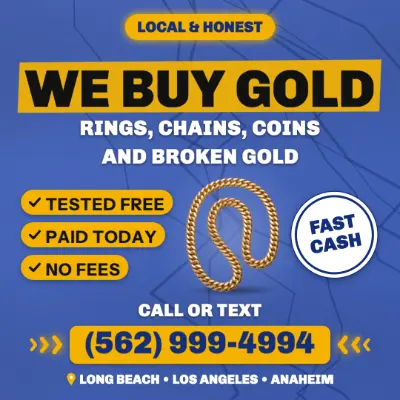 LOCAL & HONEST
WE BUY GOLD
RINGS, CHAINS, COINS
AND BROKEN GOLD
✓ TESTED FREE
✓ PAID TODAY
✓ NO FEES
FAST
CASH
CALL OR TEXT
(562) 999-4994
LONG BEACH • LOS ANGELES • ANAHEIM